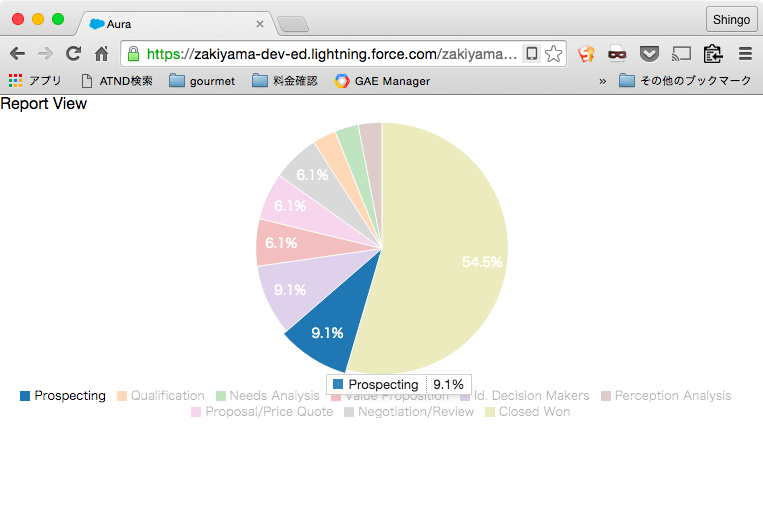 Aura
Shingo
https://zakiyama-dev-ed.lightning.force.com/zakiyama...
アプリ ATND検索 gourmet 料金確認 GAE Manager » その他のブックマーク
Report View
6.1%
6.1%
6.1%
54.5%
9.1%
9.1%
Prospecting 9.1%
Prospecting Qualification Needs Analysis Value Proposition Id. Decision Makers Perception Analysis
Proposal/Price Quote Negotiation/Review Closed Won